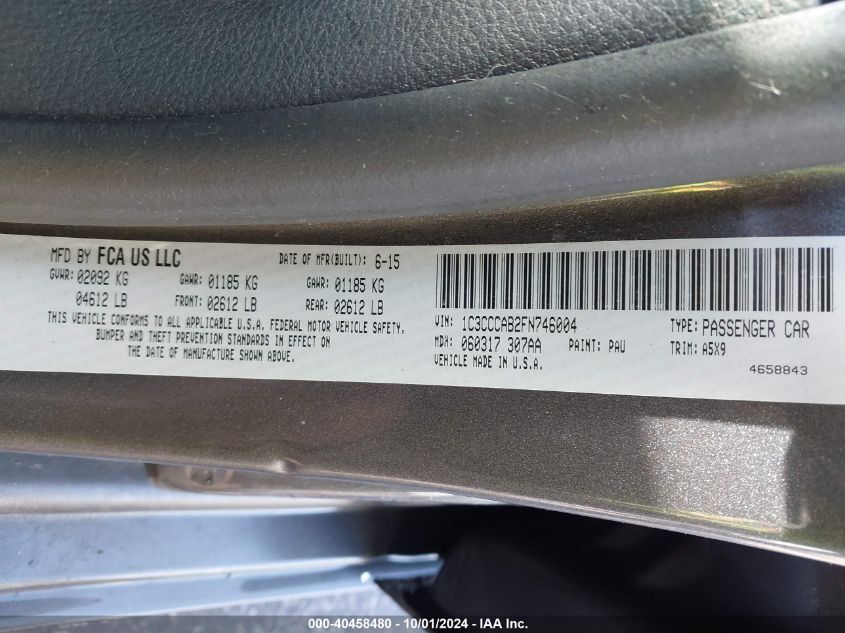 MFD BY FCA US LLC DATE OF MFR(BUILT): 6-15
GVWR: 02092 KG GAWR: 01185 KG GAWR: 01185 KG
04612 LB FRONT: 02612 LB REAR: 02612 LB
THIS VEHICLE CONFORMS TO ALL APPLICABLE U.S.A. FEDERAL MOTOR VEHICLE SAFETY,
BUMPER AND THEFT PREVENTION STANDARDS IN EFFECT ON
THE DATE OF MANUFACTURE SHOWN ABOVE.
VIN: 1C3CCCAB2FN746004 TYPE: PASSENGER CAR
MDH: 060317 307AA PAINT: PAU TRIM: A5X9
VEHICLE MADE IN U.S.A. 4658843
000-40458480 - 10/01/2024 - IAA Inc.